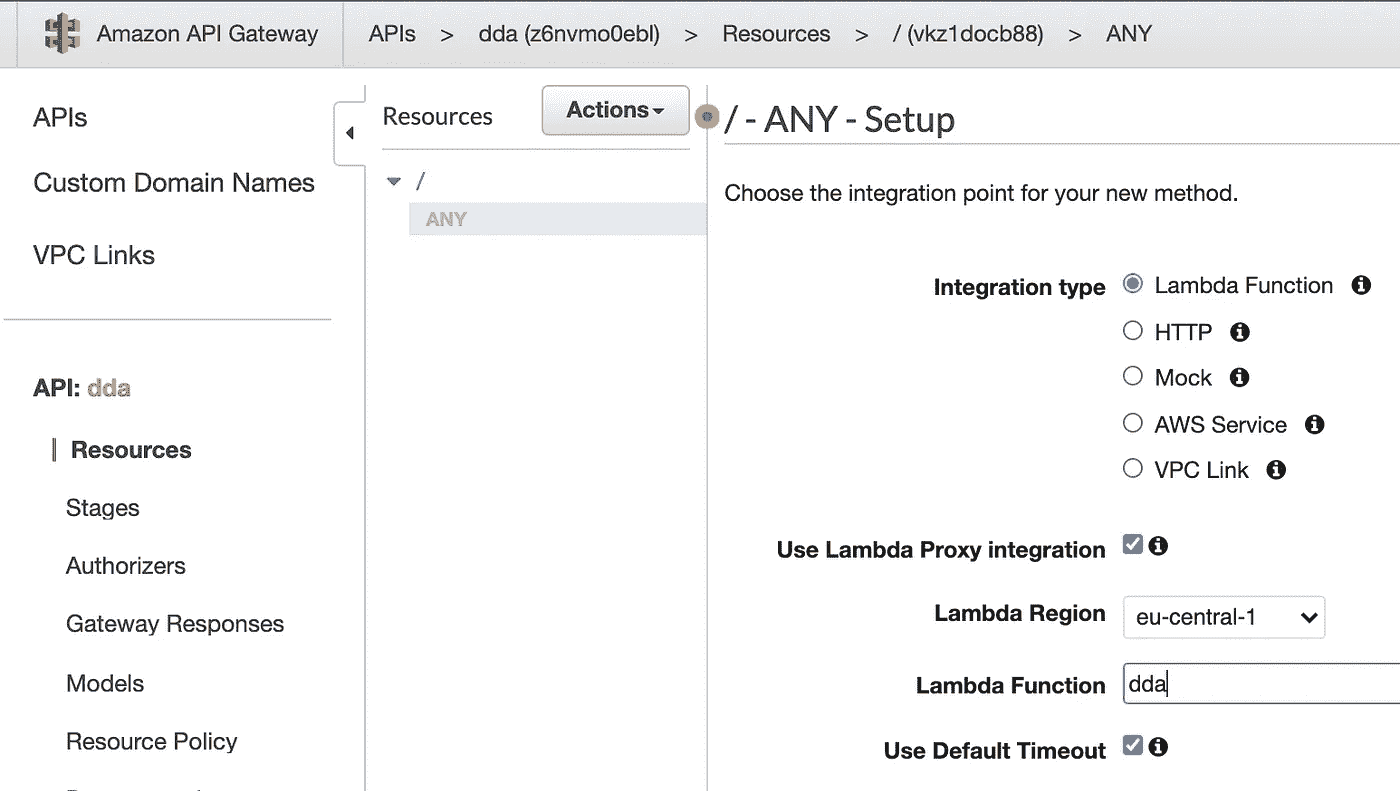 Amazon API Gateway
APIs > dda (z6nvmo0ebl) > Resources > / (vkz1docb88) > ANY
APIs
Custom Domain Names
VPC Links
API: dda
Resources
Stages
Authorizers
Gateway Responses
Models
Resource Policy
Resources
Actions
/
ANY
/ - ANY - Setup
Choose the integration point for your new method.
Integration type
Lambda Function
HTTP
Mock
AWS Service
VPC Link
Use Lambda Proxy integration
Lambda Region eu-central-1
Lambda Function dda
Use Default Timeout